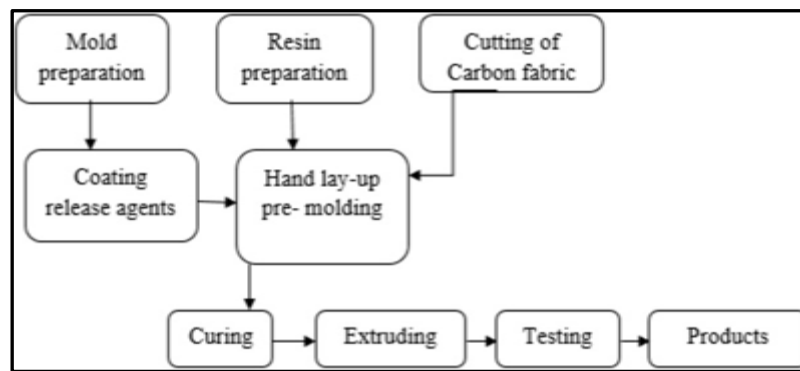 Mold
preparation
Resin
preparation
Cutting of
Carbon fabric
Coating
release agents
Hand lay-up
pre- molding
Curing
Extruding
Testing
Products